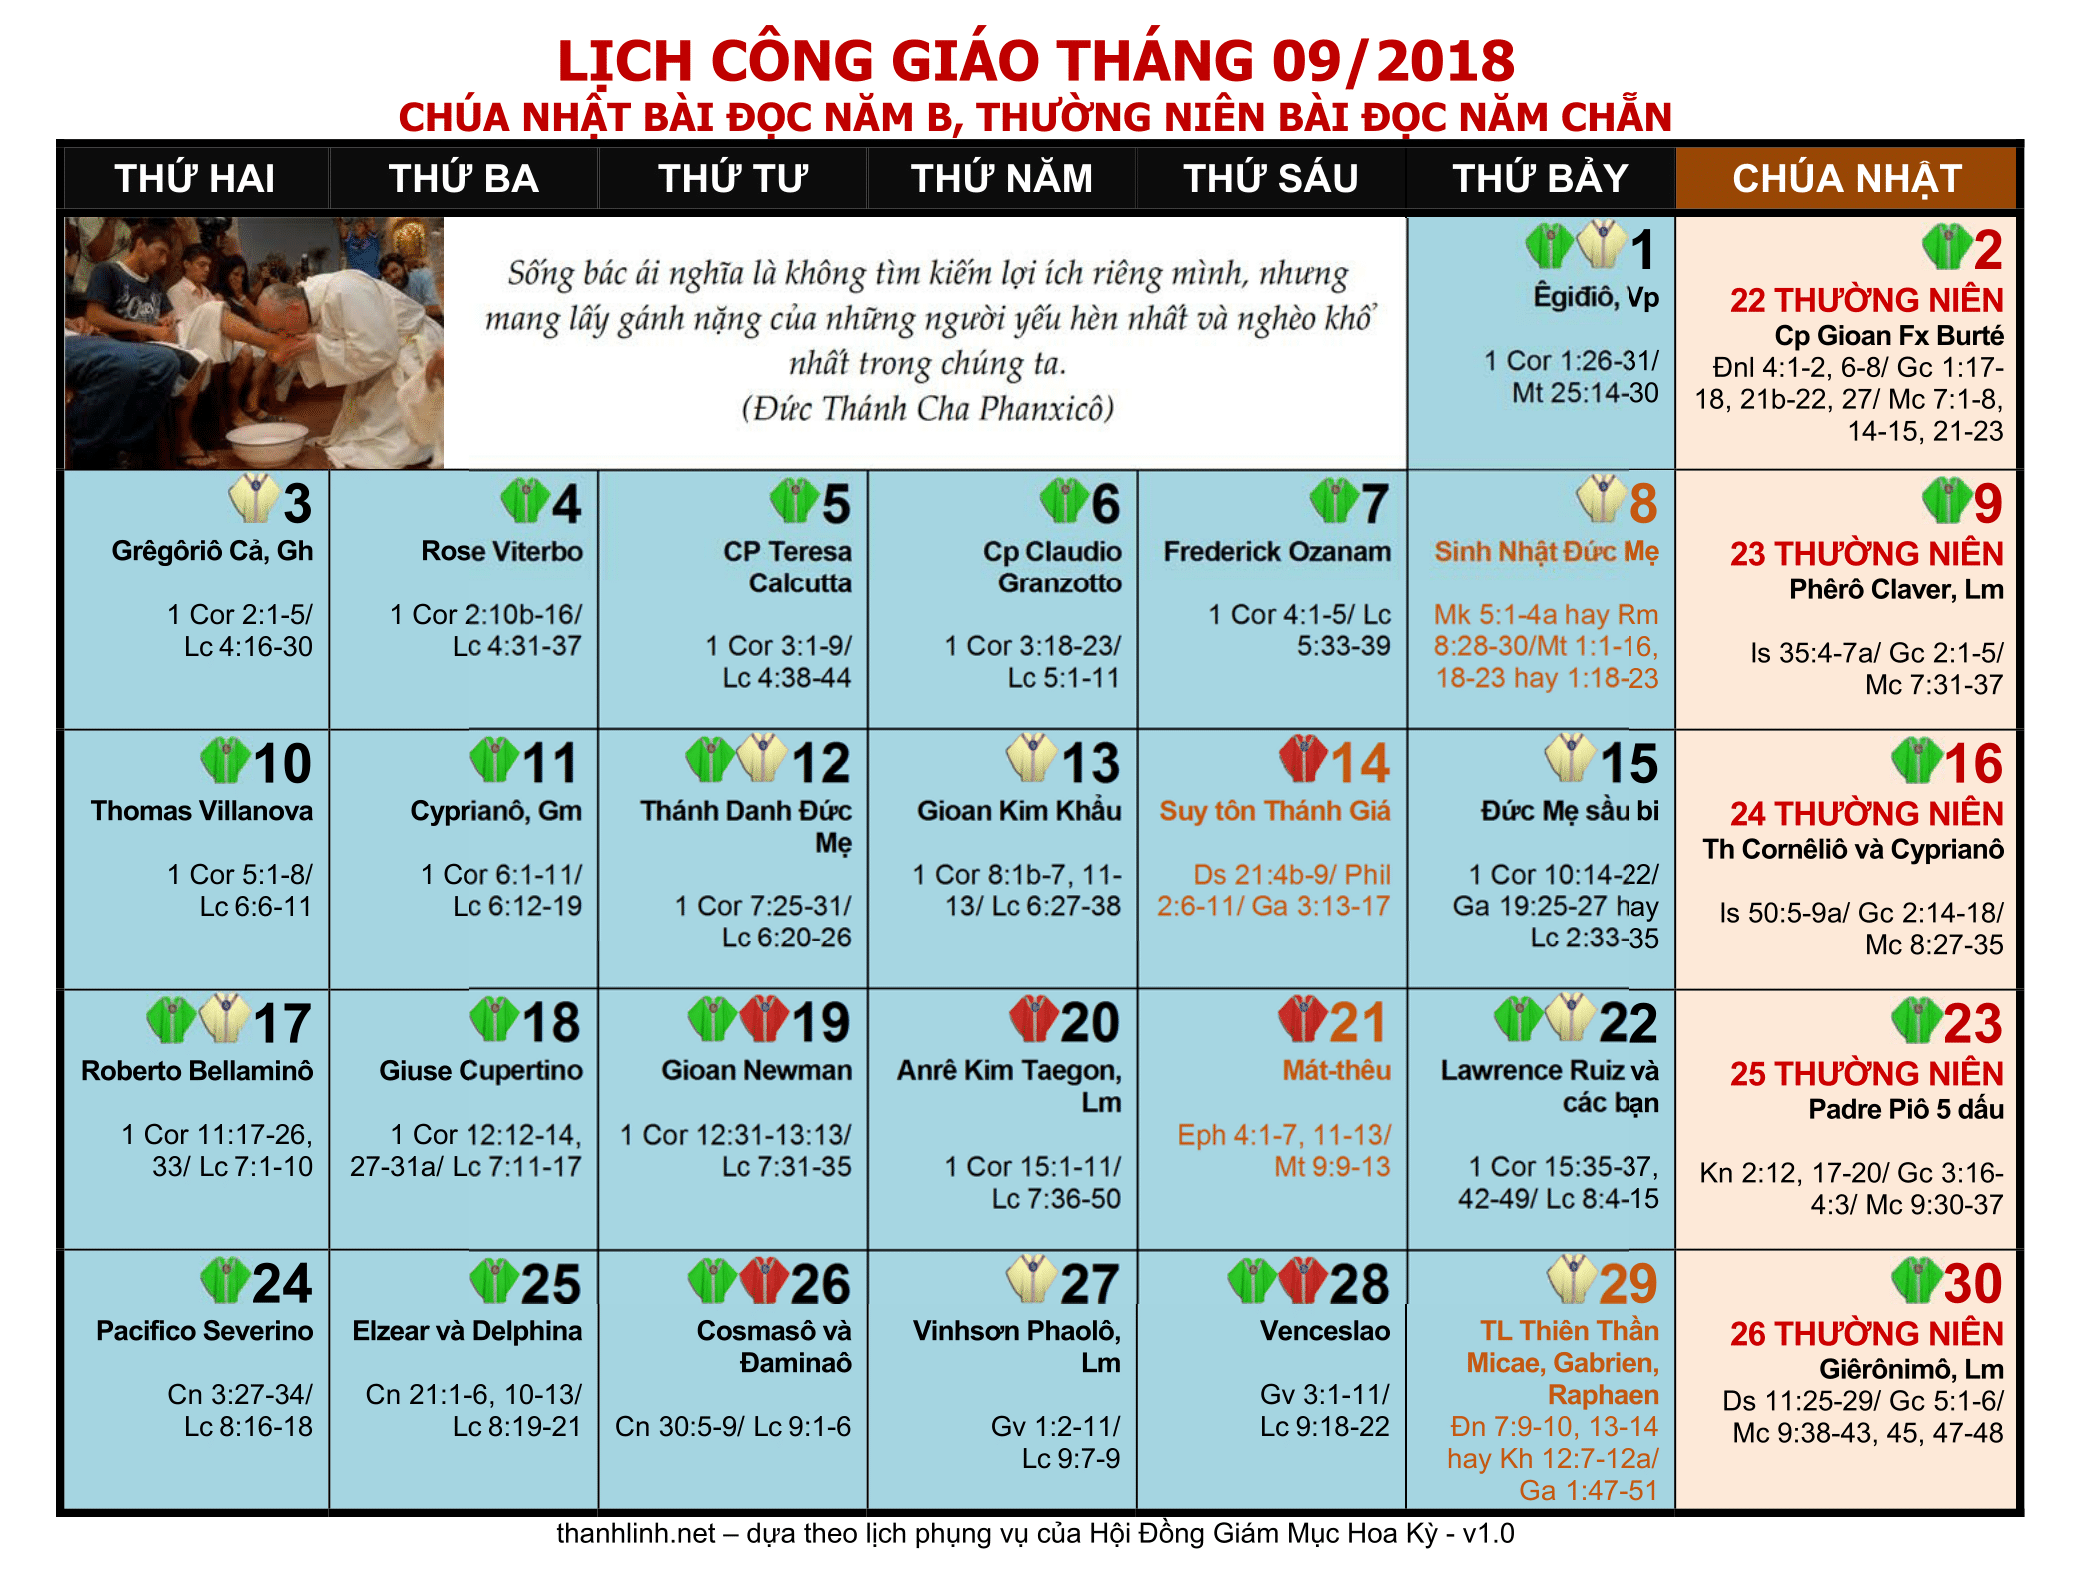 LỊCH CÔNG GIÁO THÁNG 09/2018
CHÚA NHẬT BÀI ĐỌC NĂM B, THƯỜNG NIÊN BÀI ĐỌC NĂM CHẴN
THỨ HAI
THỨ BA
THỨ TƯ
THỨ NĂM
THỨ SÁU
THỨ BẢY
CHÚA NHẬT
Sống bác ái nghĩa là không tìm kiếm lợi ích riêng mình, nhưng
mang lấy gánh nặng của những người yếu hèn nhất và nghèo khổ
nhất trong chúng ta.
(Đức Thánh Cha Phanxicô)
1
Êgiđiô, Vp
1 Cor 1:26-31/
Mt 25:14-30
2
22 THƯỜNG NIÊN
Cp Gioan Fx Burté
Đnl 4:1-2, 6-8/ Gc 1:17-
18, 21b-22, 27/ Mc 7:1-8,
14-15, 21-23
3
Grêgôriô Cả, Gh
1 Cor 2:1-5/
Lc 4:16-30
4
Rose Viterbo
1 Cor 2:10b-16/
Lc 4:31-37
5
CP Teresa
Calcutta
1 Cor 3:1-9/
Lc 4:38-44
6
Cp Claudio
Granzotto
1 Cor 3:18-23/
Lc 5:1-11
7
Frederick Ozanam
1 Cor 4:1-5/ Lc
5:33-39
8
Sinh Nhật Đức Mẹ
Mk 5:1-4a hay Rm
8:28-30/Mt 1:1-16,
18-23 hay 1:18-23
9
23 THƯỜNG NIÊN
Phêrô Claver, Lm
Is 35:4-7a/ Gc 2:1-5/
Mc 7:31-37
10
Thomas Villanova
1 Cor 5:1-8/
Lc 6:6-11
11
Cyprianô, Gm
1 Cor 6:1-11/
Lc 6:12-19
12
Thánh Danh Đức
Mẹ
1 Cor 7:25-31/
Lc 6:20-26
13
Gioan Kim Khẩu
1 Cor 8:1b-7, 11-
13/ Lc 6:27-38
14
Suy tôn Thánh Giá
Ds 21:4b-9/ Phil
2:6-11/ Ga 3:13-17
15
Đức Mẹ sầu bi
1 Cor 10:14-22/
Ga 19:25-27 hay
Lc 2:33-35
16
24 THƯỜNG NIÊN
Th Cornêliô và Cyprianô
Is 50:5-9a/ Gc 2:14-18/
Mc 8:27-35
17
Roberto Bellaminô
1 Cor 11:17-26,
33/ Lc 7:1-10
18
Giuse Cupertino
1 Cor 12:12-14,
27-31a/ Lc 7:11-17
19
Gioan Newman
1 Cor 12:31-13:13/
Lc 7:31-35
20
Anrê Kim Taegon,
Lm
1 Cor 15:1-11/
Lc 7:36-50
21
Mát-thêu
Eph 4:1-7, 11-13/
Mt 9:9-13
22
Lawrence Ruiz và
các bạn
1 Cor 15:35-37,
42-49/ Lc 8:4-15
23
25 THƯỜNG NIÊN
Padre Piô 5 dấu
Kn 2:12, 17-20/ Gc 3:16-
4:3/ Mc 9:30-37
24
Pacifico Severino
Cn 3:27-34/
Lc 8:16-18
25
Elzear và Delphina
Cn 21:1-6, 10-13/
Lc 8:19-21
26
Cosmasô và
Đaminaô
Cn 30:5-9/ Lc 9:1-6
27
Vinhsơn Phaolô,
Lm
Gv 1:2-11/
Lc 9:7-9
28
Venceslao
Gv 3:1-11/
Lc 9:18-22
29
TL Thiên Thần
Micae, Gabrien,
Raphaen
Đn 7:9-10, 13-14
hay Kh 12:7-12a/
Ga 1:47-51
30
26 THƯỜNG NIÊN
Giêrônimô, Lm
Ds 11:25-29/ Gc 5:1-6/
Mc 9:38-43, 45, 47-48
thanhlinh.net – dựa theo lịch phụng vụ của Hội Đồng Giám Mục Hoa Kỳ - v1.0